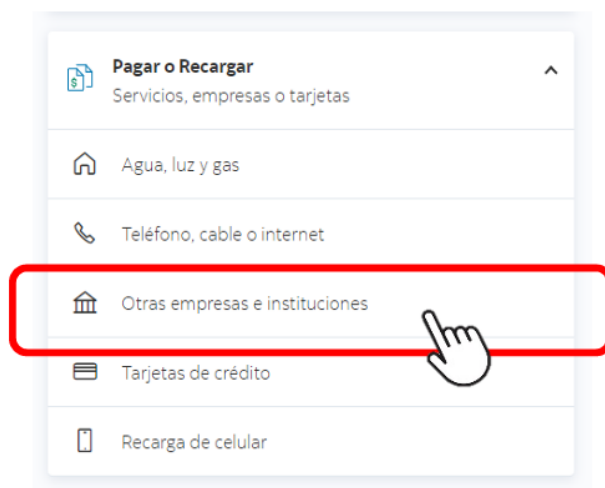 Pagar o Recargar
Servicios, empresas o tarjetas
Agua, luz y gas
Teléfono, cable o internet
Otras empresas e instituciones
Tarjetas de crédito
Recarga de celular